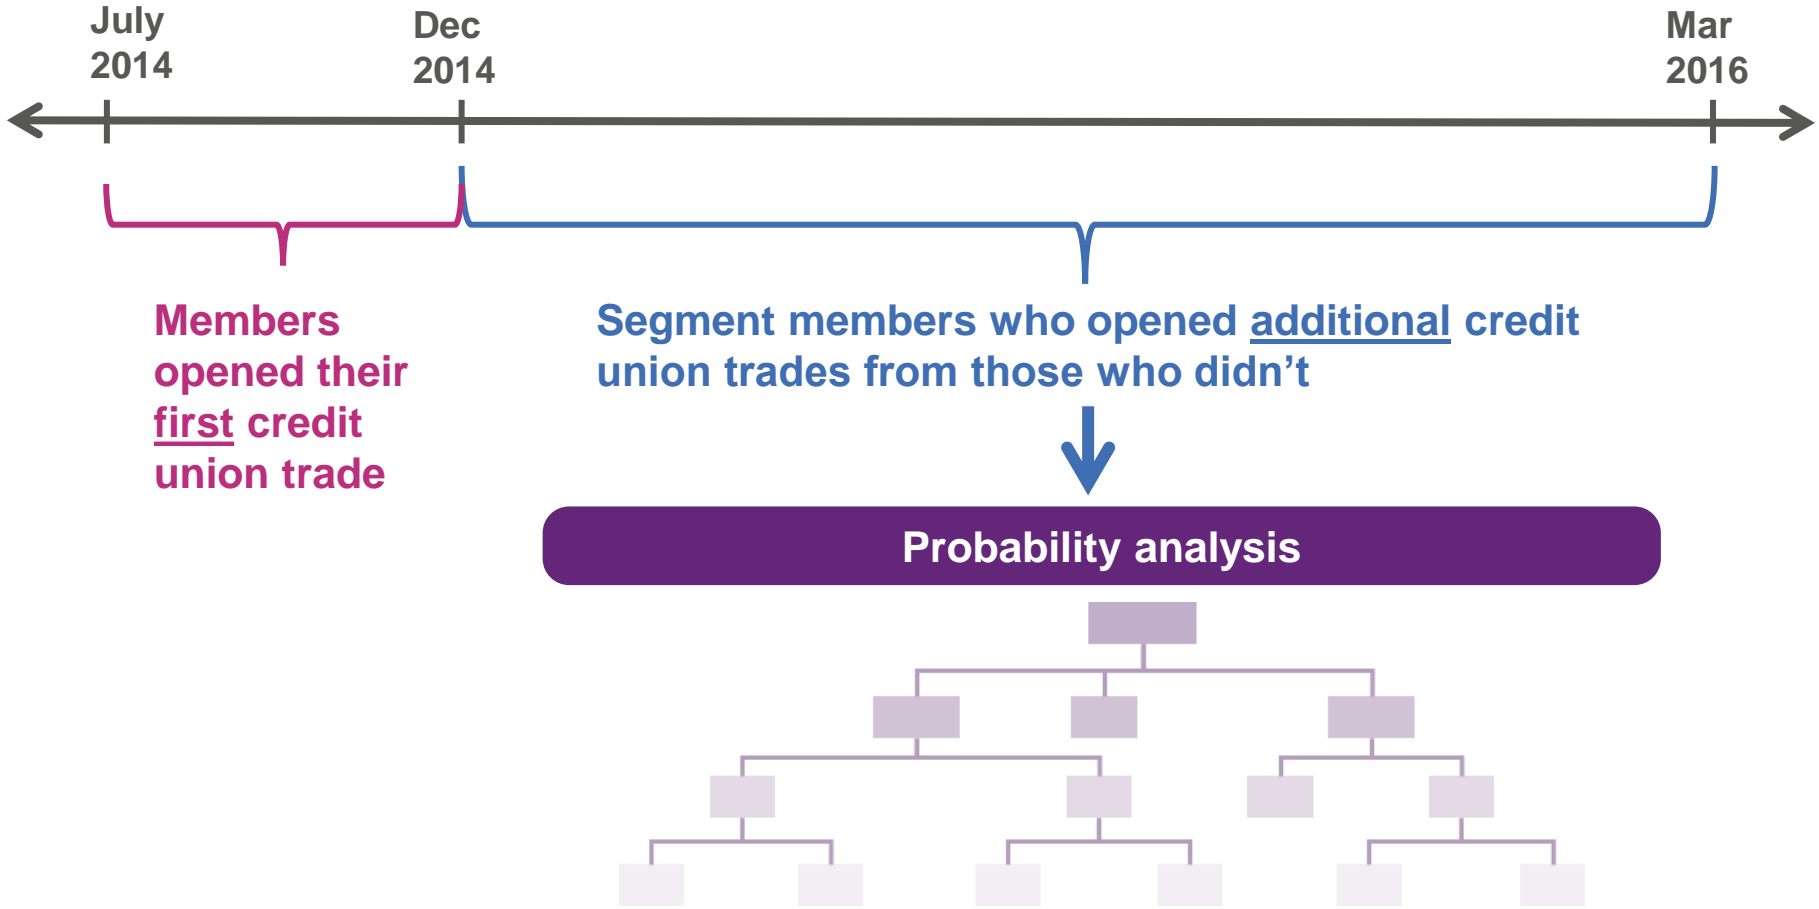 July
2014
Dec
2014
Mar
2016
Members
opened their
first credit
union trade
Segment members who opened additional credit
union trades from those who didn’t
Probability analysis